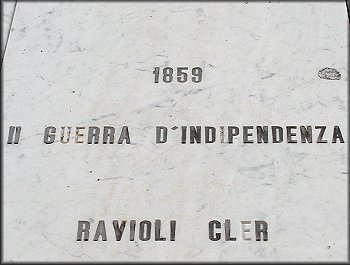 1859
II GUERRA D'INDIPENDENZA
RAVIOLI CLER